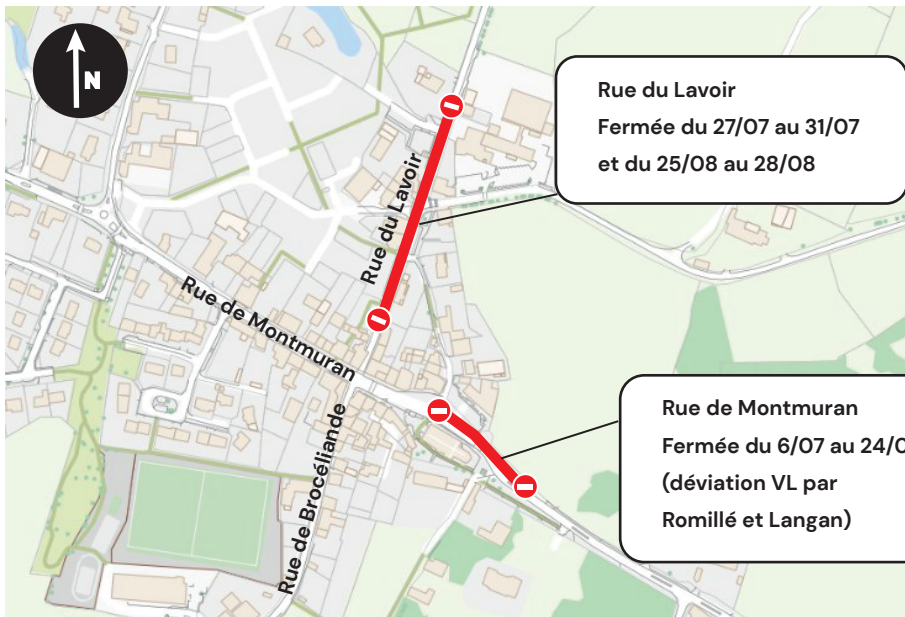 N
Rue du Lavoir
Fermée du 27/07 au 31/07
et du 25/08 au 28/08
Rue du Lavoir
Rue de Montmuran
Rue de Brocéliande
Rue de Montmuran
Fermée du 6/07 au
(déviation VL par
Romillé et Langan)